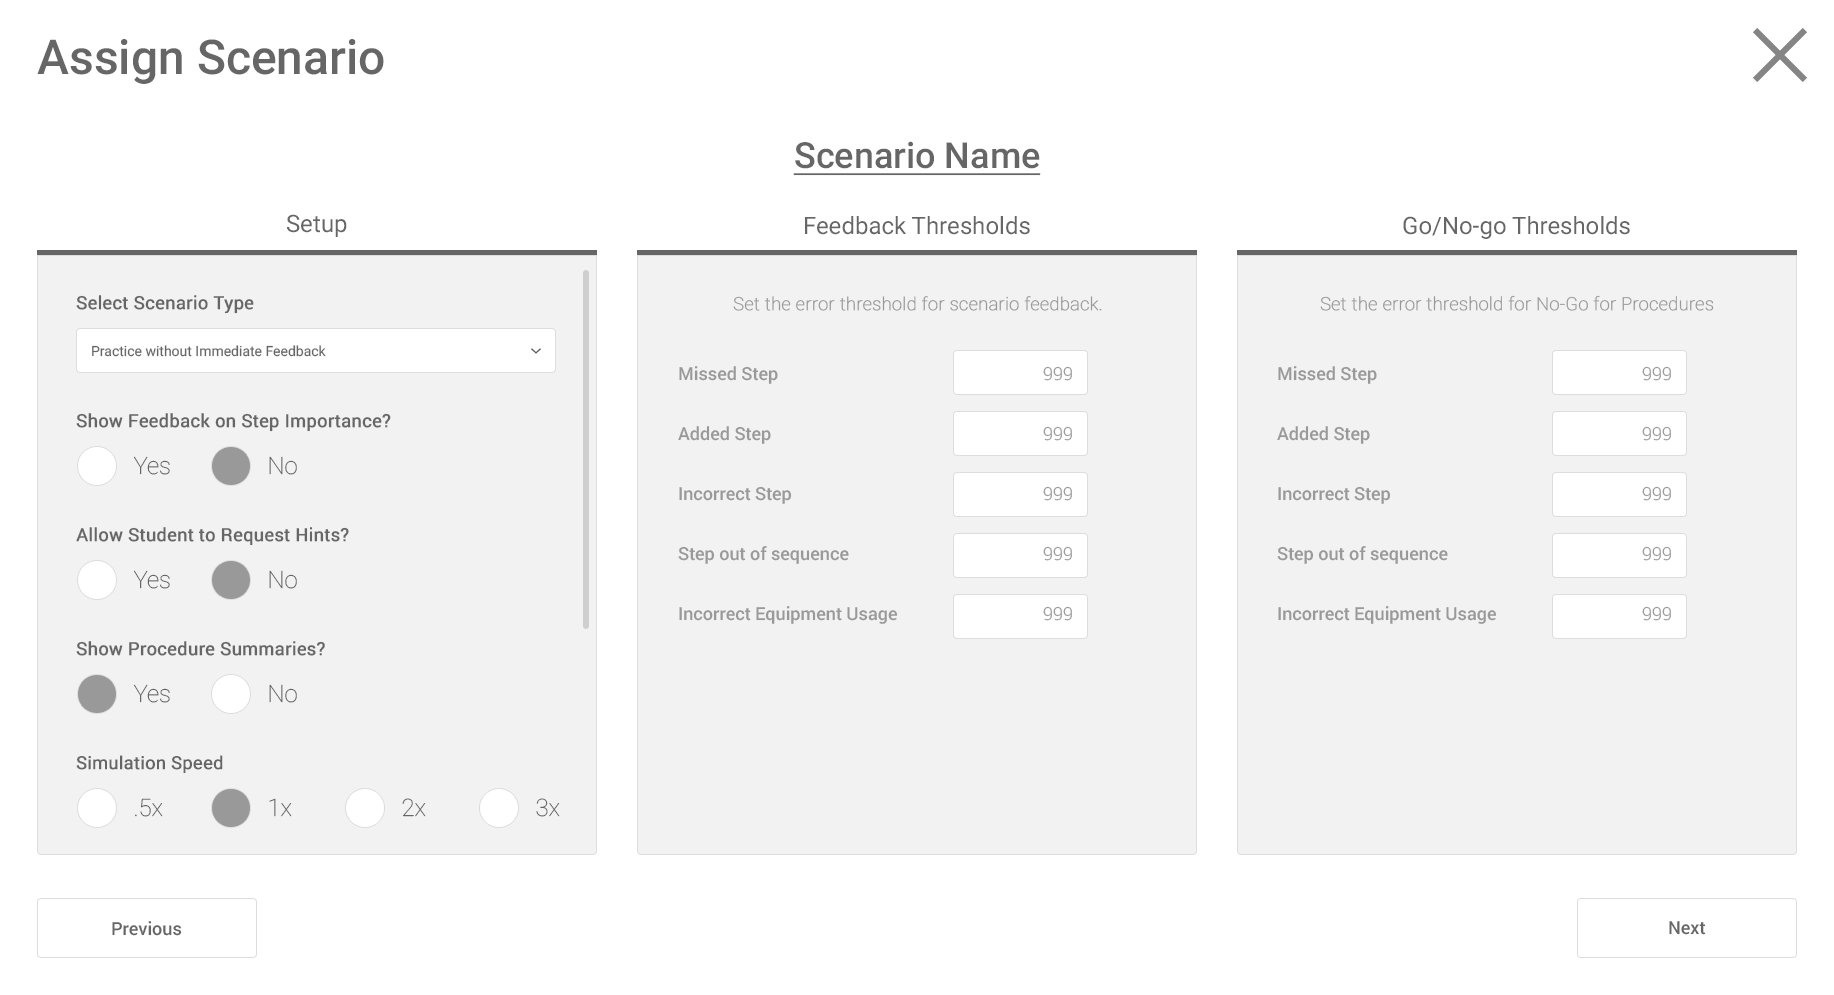 Assign Scenario
Scenario Name
Setup
Select Scenario Type
Practice without Immediate Feedback
Show Feedback on Step Importance?
Yes No
Allow Student to Request Hints?
Yes No
Show Procedure Summaries?
Yes No
Simulation Speed
.5x 1x 2x 3x
Feedback Thresholds
Set the error threshold for scenario feedback.
Missed Step 999
Added Step 999
Incorrect Step 999
Step out of sequence 999
Incorrect Equipment Usage 999
Go/No-go Thresholds
Set the error threshold for No-Go for Procedures
Missed Step 999
Added Step 999
Incorrect Step 999
Step out of sequence 999
Incorrect Equipment Usage 999
Previous
Next